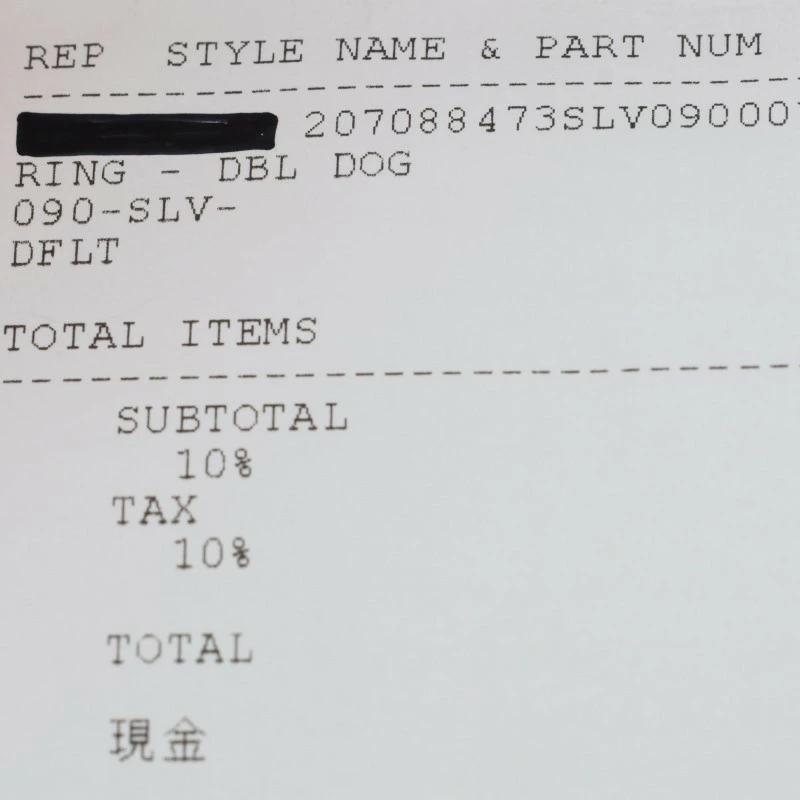 REP STYLE NAME & PART NUM
207088473SLV09000
RING - DBL DOG
090-SLV-
DFLT
TOTAL ITEMS
SUBTOTAL
10%
TAX
10%
TOTAL
現金